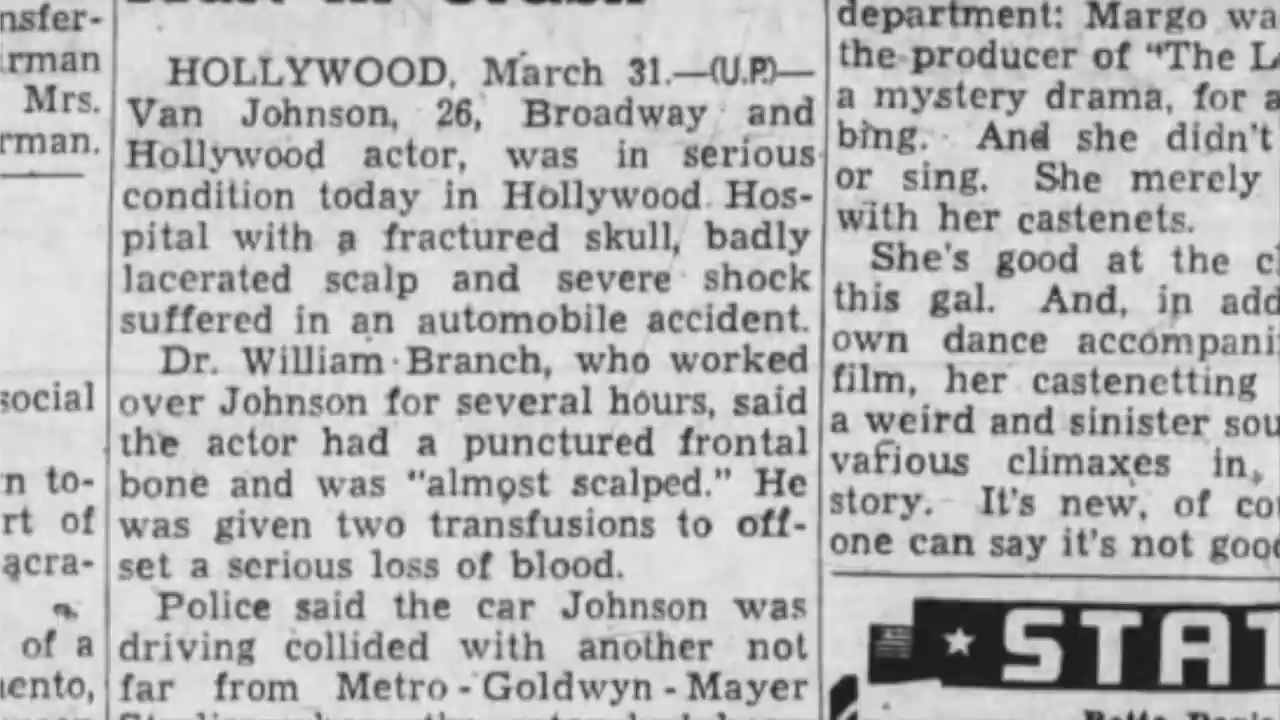 nsfer-
rman
Mrs.
rman.
social
n to-
rt of
acra-
of a
ento,
HOLLYWOOD, March 31.—(U.P.)—
Van Johnson, 26, Broadway and
Hollywood actor, was in serious
condition today in Hollywood Hos-
pital with a fractured skull, badly
lacerated scalp and severe shock
suffered in an automobile accident.
Dr. William Branch, who worked
over Johnson for several hours, said
the actor had a punctured frontal
bone and was "almost scalped." He
was given two transfusions to off-
set a serious loss of blood.
Police said the car Johnson was
driving collided with another not
far from Metro-Goldwyn-Mayer
department: Margo wa
the producer of "The L
a mystery drama, for a
bing. And she didn't
or sing. She merely
with her castenets.
She's good at the cl
this gal. And, in add
own dance accompani
film, her castenetting
a weird and sinister sou
various climaxes in
story. It's new, of co
one can say it's not good
STAT